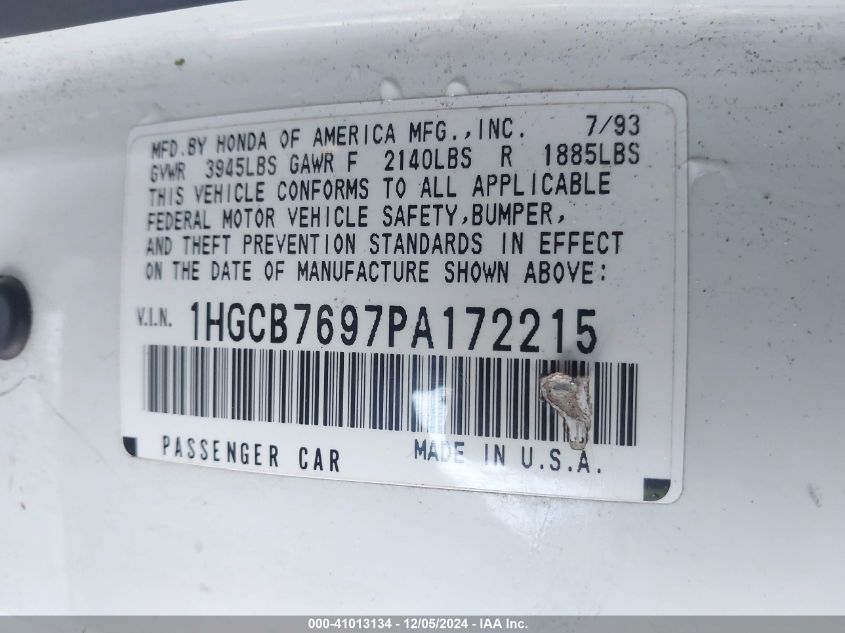 MFD.BY HONDA OF AMERICA MFG.,INC. 7/93
GVWR 3945LBS GAWR F 2140LBS R 1885LBS
THIS VEHICLE CONFORMS TO ALL APPLICABLE
FEDERAL MOTOR VEHICLE SAFETY,BUMPER,
AND THEFT PREVENTION STANDARDS IN EFFECT
ON THE DATE OF MANUFACTURE SHOWN ABOVE:
V.I.N. 1HGCB7697PA172215
PASSENGER CAR MADE IN U.S.A.
000-41013134 - 12/05/2024 - IAA Inc.